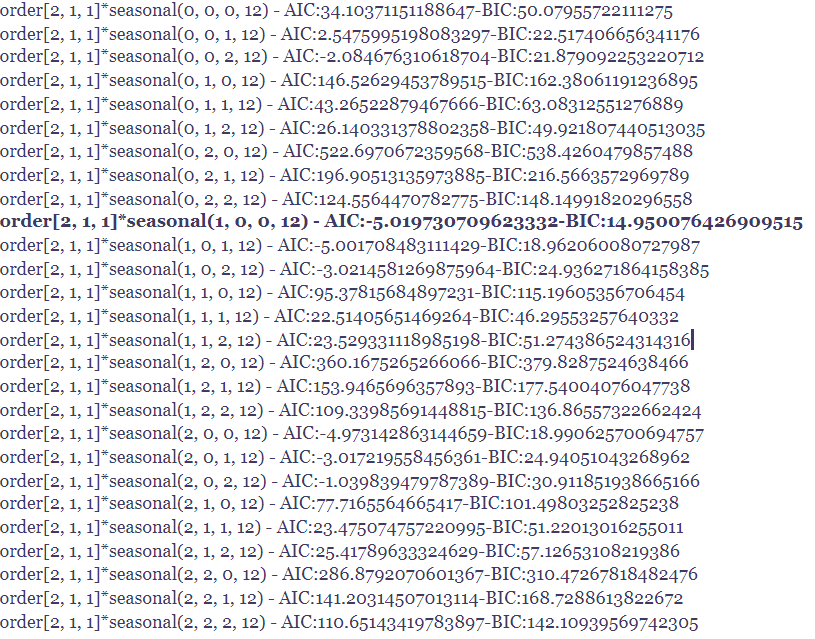 order[2, 1, 1]*seasonal(0, 0, 0, 12) - AIC:34.10371151188647-BIC:50.07955722111275
order[2, 1, 1]*seasonal(0, 0, 1, 12) - AIC:2.5475995198083297-BIC:22.517406656341176
order[2, 1, 1]*seasonal(0, 0, 2, 12) - AIC:-2.084676310618704-BIC:21.879092253220712
order[2, 1, 1]*seasonal(0, 1, 0, 12) - AIC:146.52629453789515-BIC:162.38061191236895
order[2, 1, 1]*seasonal(0, 1, 1, 12) - AIC:43.26522879467666-BIC:63.08312551276889
order[2, 1, 1]*seasonal(0, 1, 2, 12) - AIC:26.140331378802358-BIC:49.921807440513035
order[2, 1, 1]*seasonal(0, 2, 0, 12) - AIC:522.6970672359568-BIC:538.4260479857488
order[2, 1, 1]*seasonal(0, 2, 1, 12) - AIC:196.90513135973885-BIC:216.5663572969789
order[2, 1, 1]*seasonal(0, 2, 2, 12) - AIC:124.5564470782775-BIC:148.14991820296558
order[2, 1, 1]*seasonal(1, 0, 0, 12) - AIC:-5.019730709623332-BIC:14.950076426909515
order[2, 1, 1]*seasonal(1, 0, 1, 12) - AIC:-5.001708483111429-BIC:18.962060080727987
order[2, 1, 1]*seasonal(1, 0, 2, 12) - AIC:-3.0214581269875964-BIC:24.936271864158385
order[2, 1, 1]*seasonal(1, 1, 0, 12) - AIC:95.37815684897231-BIC:115.19605356706454
order[2, 1, 1]*seasonal(1, 1, 1, 12) - AIC:22.51405651469264-BIC:46.29553257640332
order[2, 1, 1]*seasonal(1, 1, 2, 12) - AIC:23.529331118985198-BIC:51.274386524314316
order[2, 1, 1]*seasonal(1, 2, 0, 12) - AIC:360.1675265266066-BIC:379.8287524638466
order[2, 1, 1]*seasonal(1, 2, 1, 12) - AIC:153.9465696357893-BIC:177.54004076047738
order[2, 1, 1]*seasonal(1, 2, 2, 12) - AIC:109.33985691448815-BIC:136.86557322662424
order[2, 1, 1]*seasonal(2, 0, 0, 12) - AIC:-4.973142863144659-BIC:18.990625700694757
order[2, 1, 1]*seasonal(2, 0, 1, 12) - AIC:-3.017219558456361-BIC:24.94051043268962
order[2, 1, 1]*seasonal(2, 0, 2, 12) - AIC:-1.039839479787389-BIC:30.911851938665166
order[2, 1, 1]*seasonal(2, 1, 0, 12) - AIC:77.7165564665417-BIC:101.49803252825238
order[2, 1, 1]*seasonal(2, 1, 1, 12) - AIC:23.475074757220995-BIC:51.22013016255011
order[2, 1, 1]*seasonal(2, 1, 2, 12) - AIC:25.41789633324629-BIC:57.12653108219386
order[2, 1, 1]*seasonal(2, 2, 0, 12) - AIC:286.8792070601367-BIC:310.47267818482476
order[2, 1, 1]*seasonal(2, 2, 1, 12) - AIC:141.20314507013114-BIC:168.7288613822672
order[2, 1, 1]*seasonal(2, 2, 2, 12) - AIC:110.65143419783897-BIC:142.10939569742305